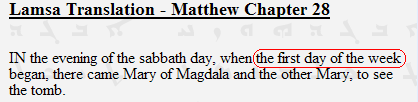 Lamsa Translation - Matthew Chapter 28
IN the evening of the sabbath day, when the first day of the week
began, there came Mary of Magdala and the other Mary, to see
the tomb.